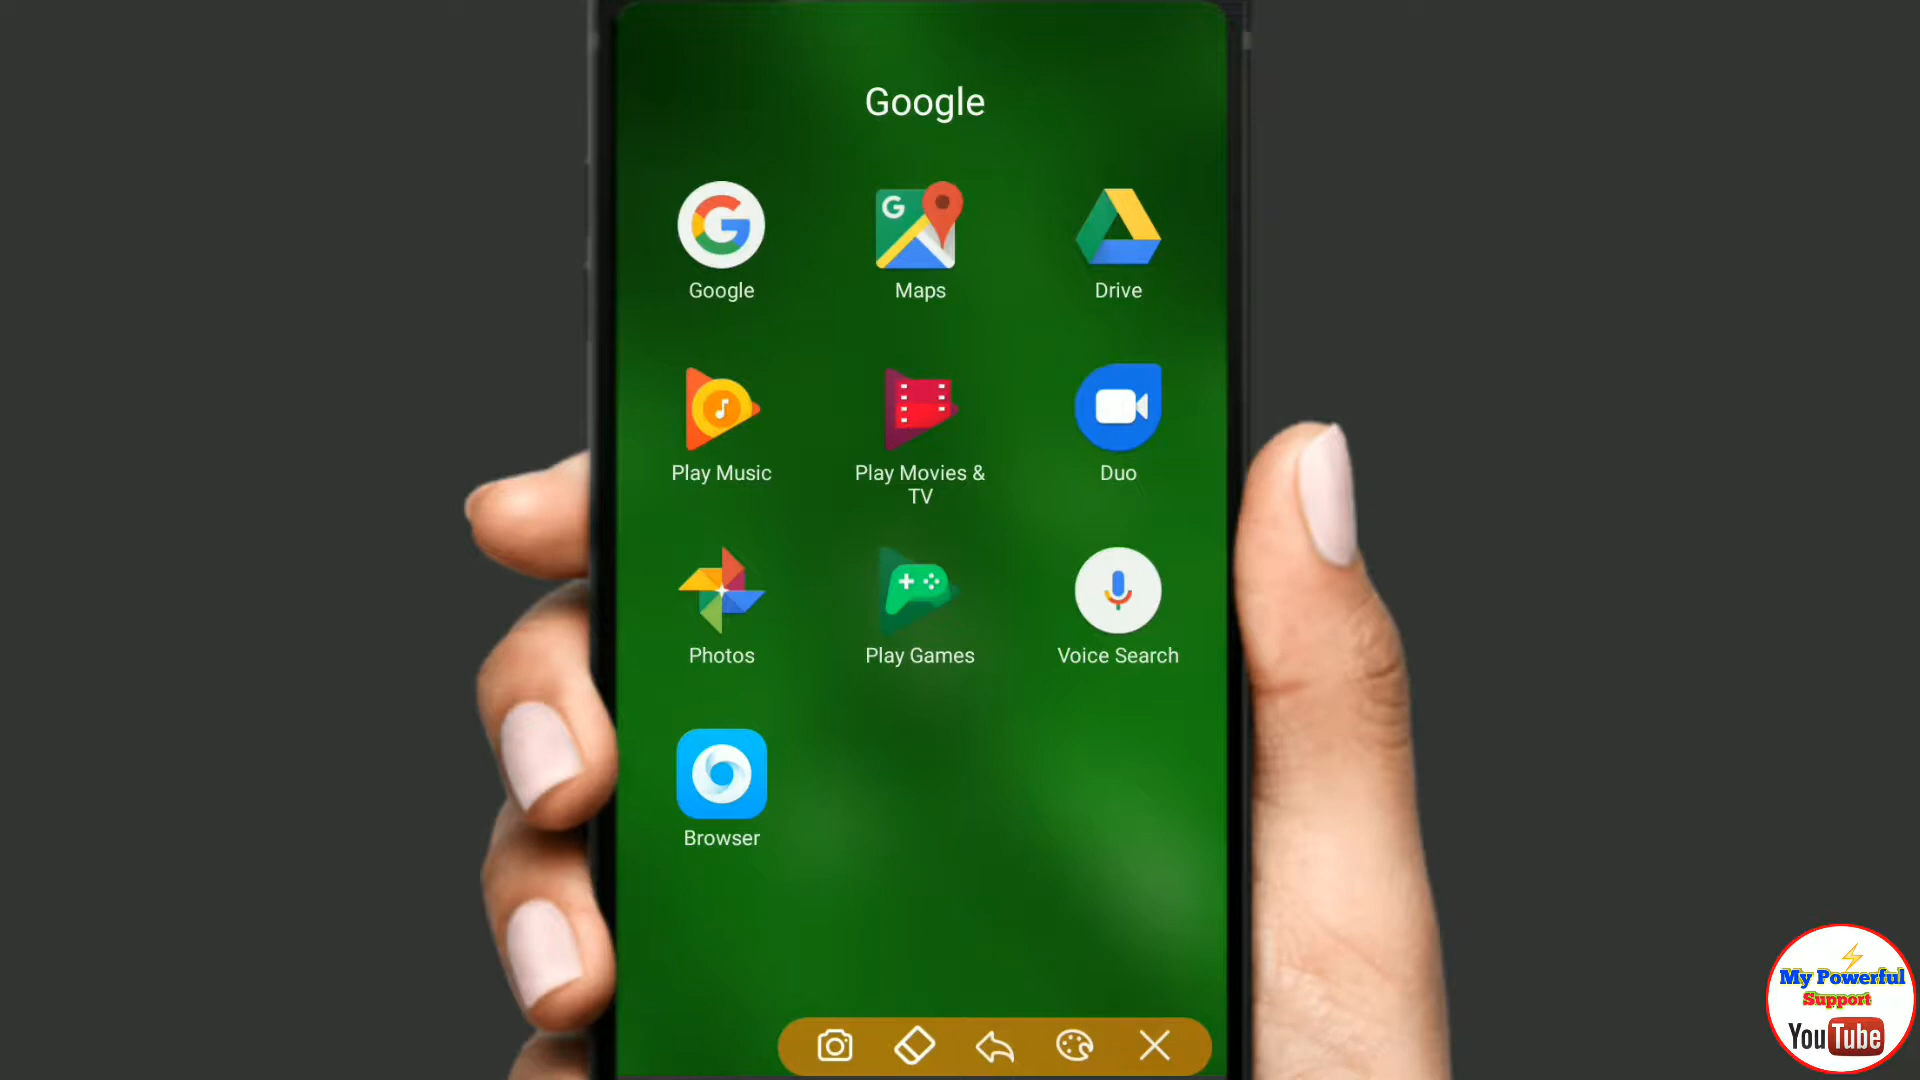 Google
Google
Maps
Drive
Play Music
Play Movies &
TV
Duo
Photos
Play Games
Voice Search
Browser
My Powerful
Support
YouTube